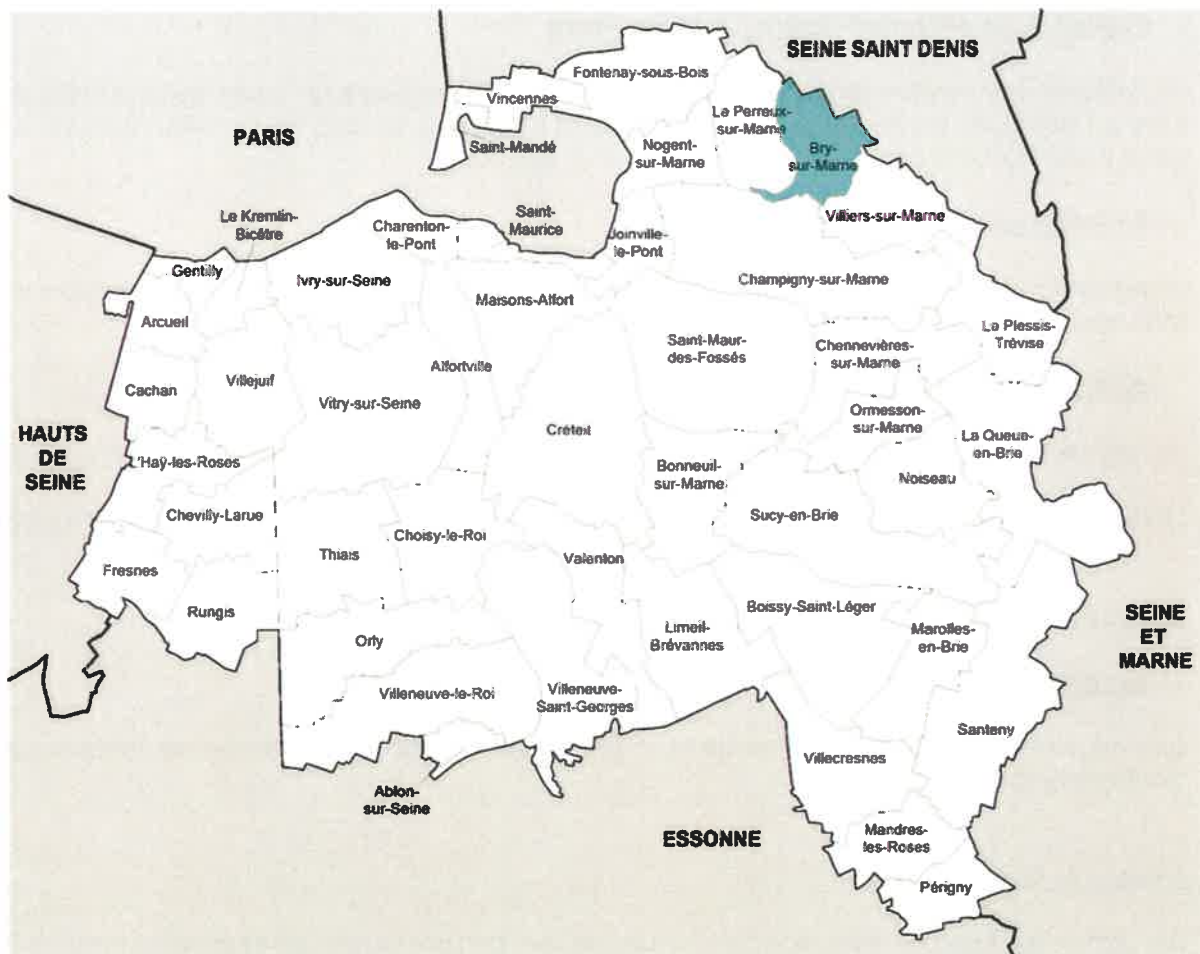 SEINE SAINT DENIS
Fontenay-sous-Bois
Vincennes
Le Perreux-
sur-Marne
PARIS
Saint-Mandé
Nogent-
sur-Marne
Bry-
sur-Marne
Le Kremlin-
Bicêtre
Charenton-
le-Pont
Saint-
Maurice
Joinville-
le-Pont
Villiers-sur-Marne
Gentilly
Ivry-sur-Seine
Maisons-Alfort
Champigny-sur-Marne
Arcueil
Saint-Maur-
des-Fossés
Chennevières-
sur-Marne
Le Plessis-
Trévise
Cachan
Villejuif
Alfortville
Vitry-sur-Seine
Créteil
Ormesson-
sur-Marne
La Queue-
en-Brie
HAUTS
DE
SEINE
L'Haÿ-les-Roses
Bonneuil-
sur-Marne
Noiseau
Chevilly-Larue
Choisy-le-Roi
Sucy-en-Brie
Thiais
Valenton
Fresnes
Rungis
Boissy-Saint-Léger
Orly
Limeil-
Brévannes
Marolles-
en-Brie
SEINE
ET
MARNE
Villeneuve-le-Roi
Villeneuve-
Saint-Georges
Santeny
Villecresnes
Ablon-
sur-Seine
ESSONNE
Mandres-
les-Roses
Périgny